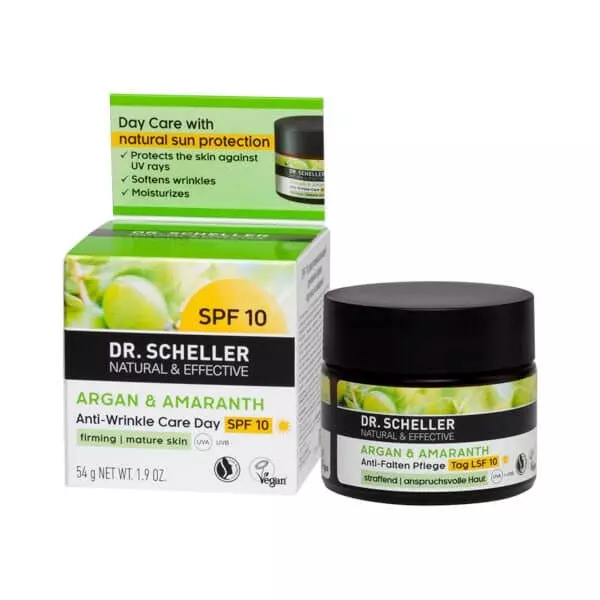 Day Care with
natural sun protection
✓ Protects the skin against
UV rays
✓ Softens wrinkles
✓ Moisturizes
DR. SCHELLER
ARGAN & AMARANTH
SPF 10
DR. SCHELLER
NATURAL & EFFECTIVE
ARGAN & AMARANTH
Anti-Wrinkle Care Day SPF 10
firming | mature skin UVA UVB
54 g NET WT. 1.9 OZ.
Vegan
DR. SCHELLER
NATURAL & EFFECTIVE
ARGAN & AMARANTH
Anti-Falten Pflege Tag LSF 10
straffend | anspruchsvolle Haut UVA